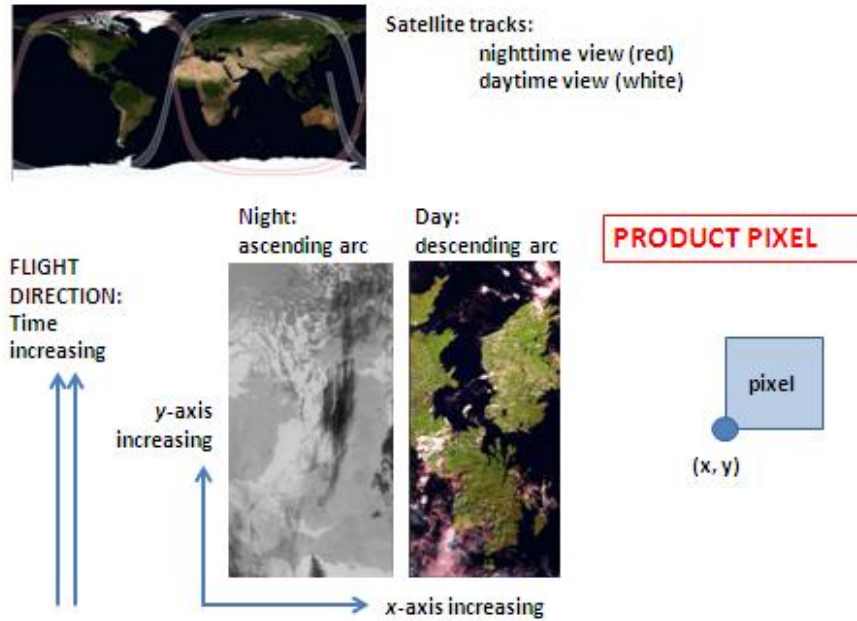 Satellite tracks:
nighttime view (red)
daytime view (white)
Night:
ascending arc
Day:
descending arc
PRODUCT PIXEL
FLIGHT
DIRECTION:
Time
increasing
y-axis
increasing
pixel
(x, y)
x-axis increasing